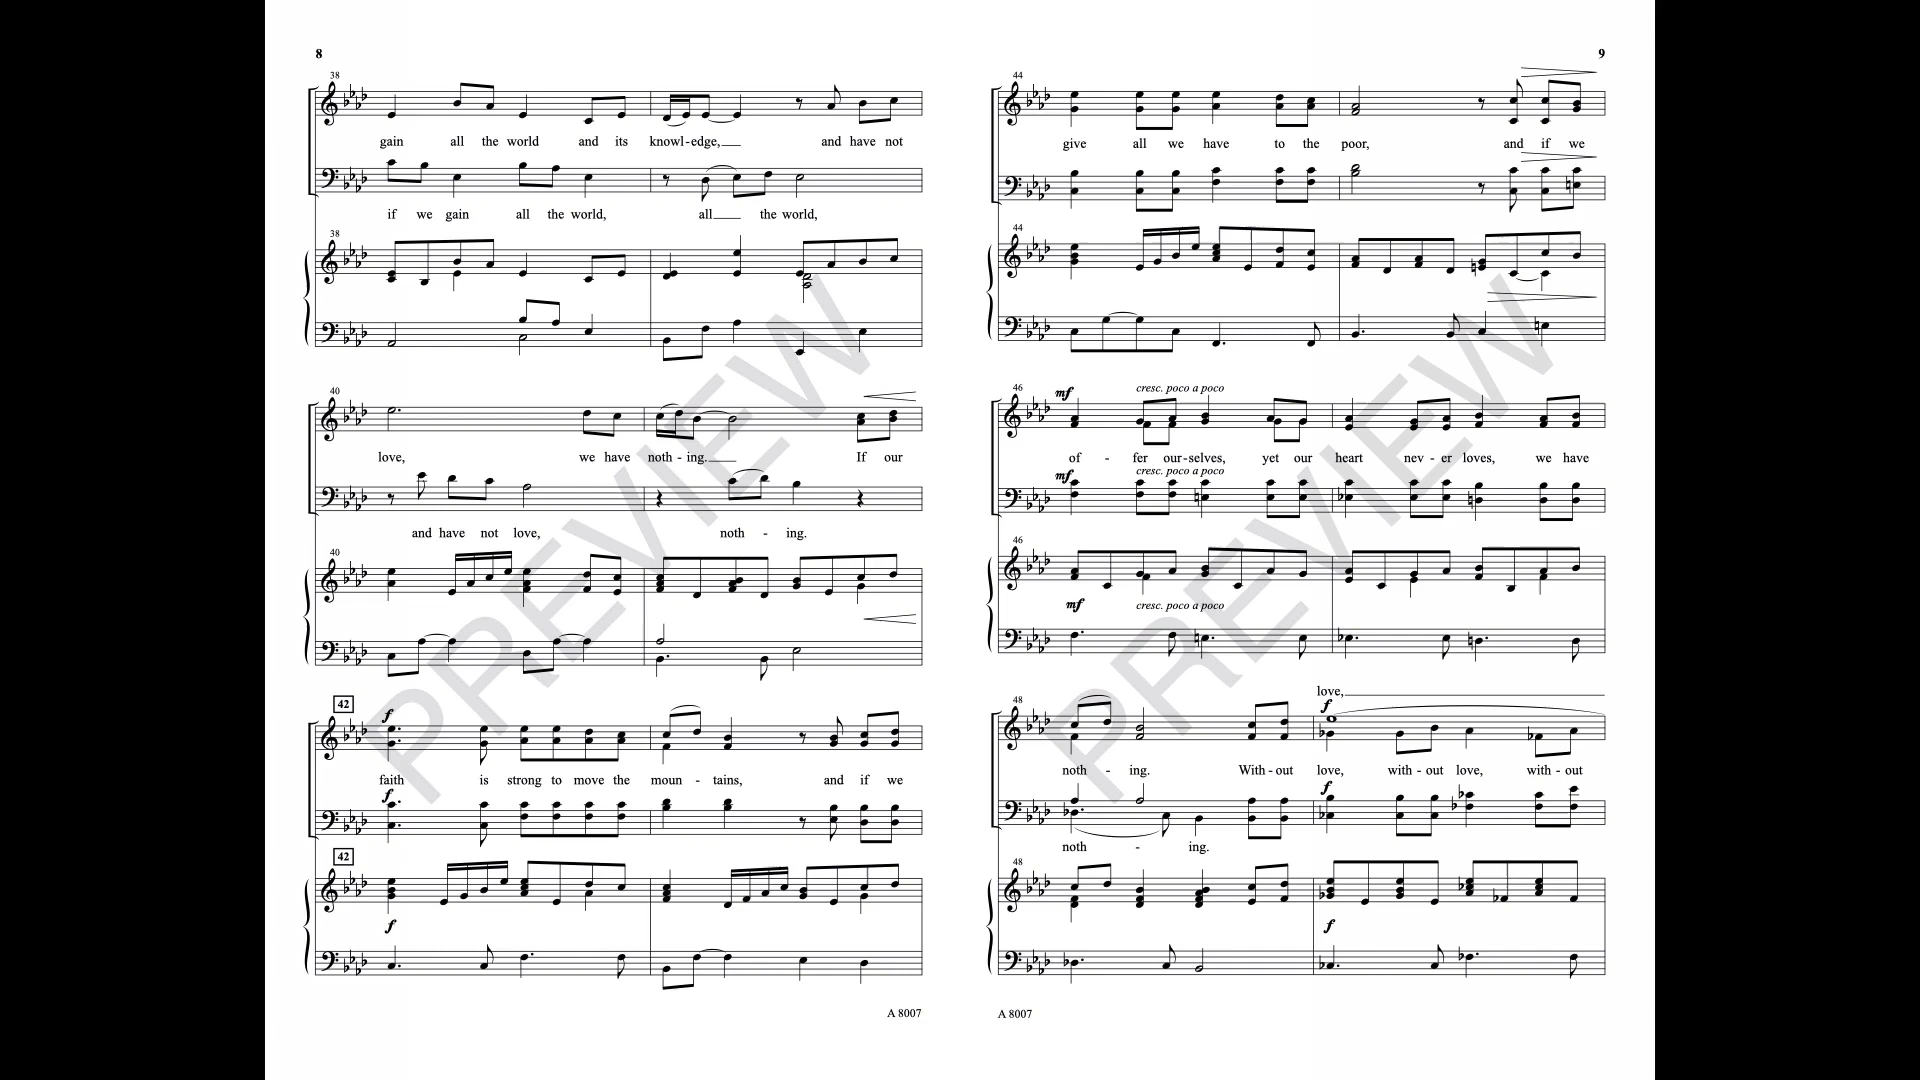 8
38
gain all the world and its knowl-edge, and have not
if we gain all the world, all the world,
38
40
love, we have noth - ing. If our
and have not love, noth - ing.
40
42
f
faith is strong to move the moun - tains, and if we
f
42
f
A 8007
9
44
give all we have to the poor, and if we
44
46
mf cresc. poco a poco
of - fer our-selves, yet our heart nev - er loves, we have
mf cresc. poco a poco
46
mf cresc. poco a poco
love,
48
f
noth - ing. With - out love, with - out love, with - out
f
noth - ing.
48
f
A 8007
PREVIEW
PREVIEW